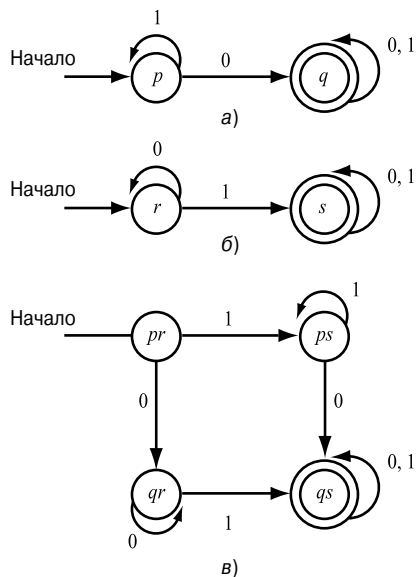 1
Начало p 0 q 0, 1
а)
0
Начало r 1 s 0, 1
б)
1
Начало pr 1 ps
0 0
0, 1
qr 1 qs
0
в)